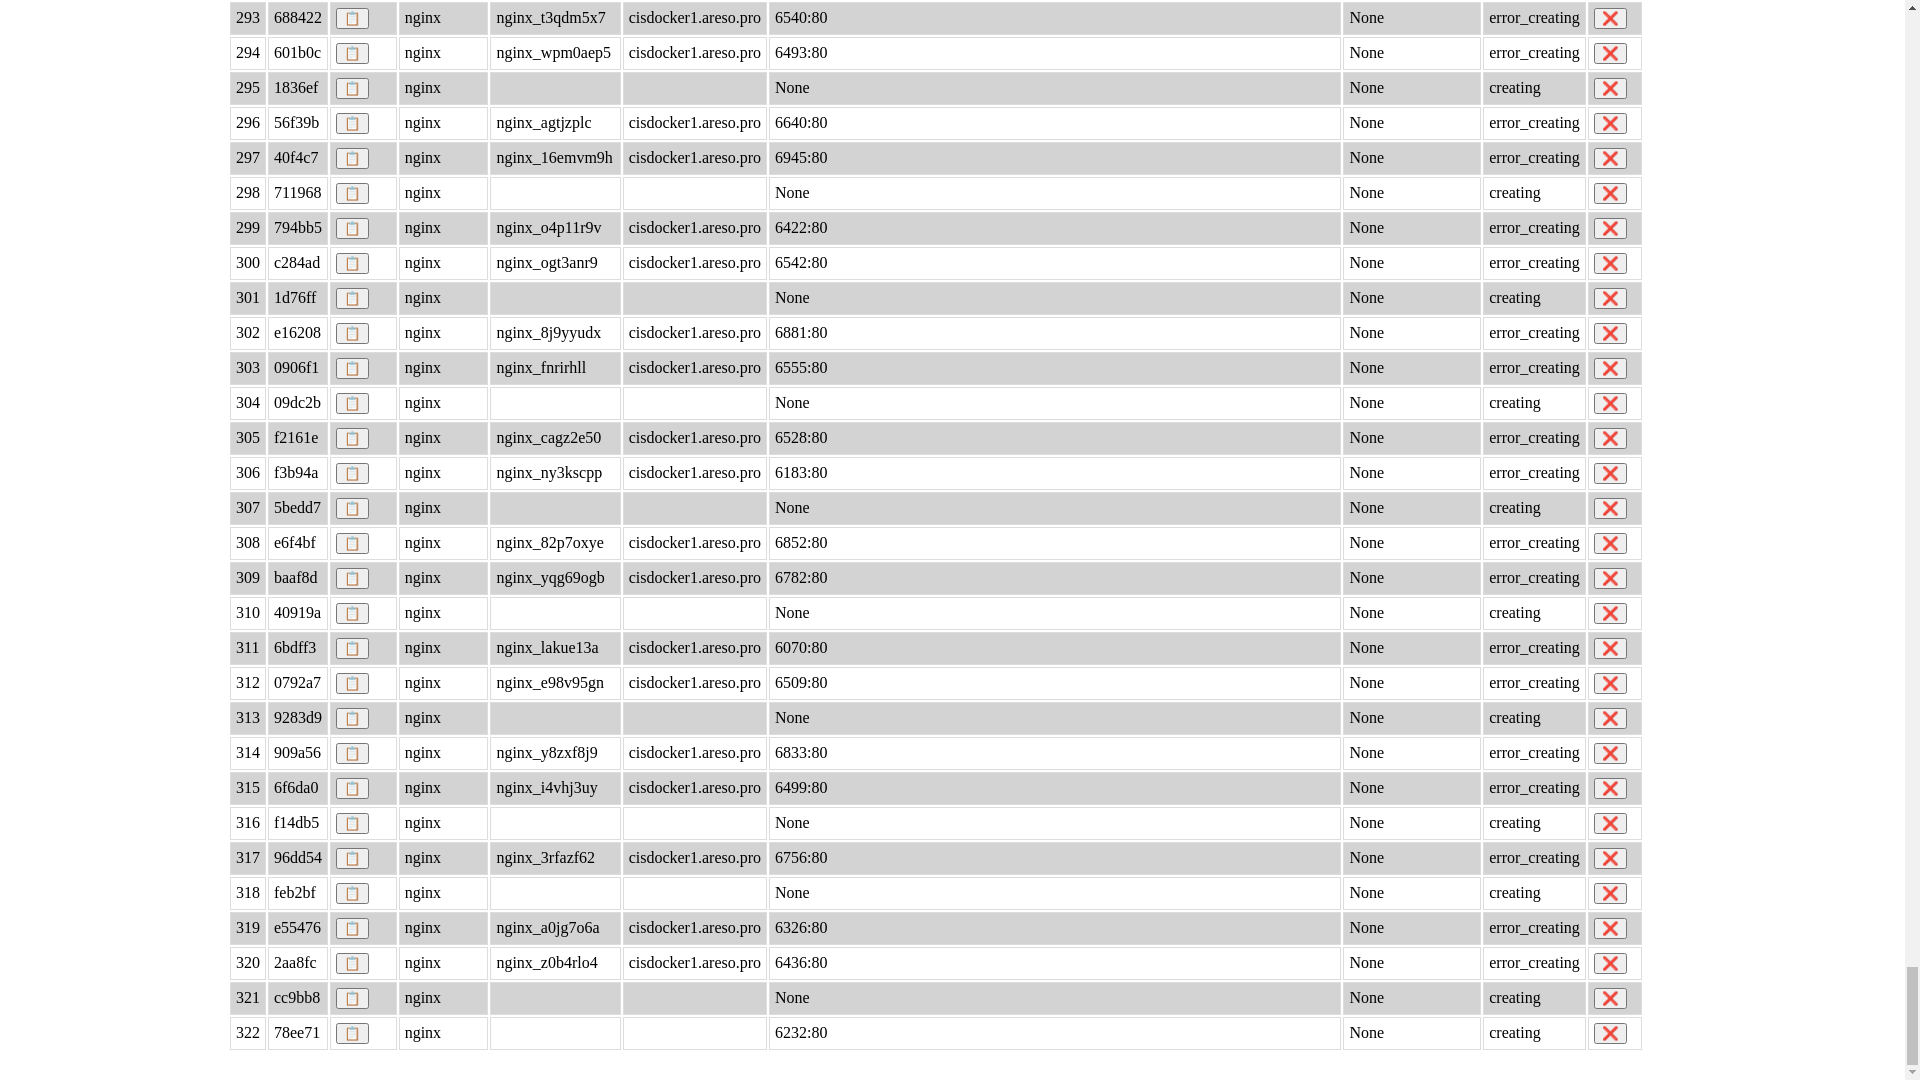 293 688422 nginx nginx_t3qdm5x7 cisdocker1.areso.pro 6540:80 None error_creating
294 601b0c nginx nginx_wpm0aep5 cisdocker1.areso.pro 6493:80 None error_creating
295 1836ef nginx None None creating
296 56f39b nginx nginx_agtjzplc cisdocker1.areso.pro 6640:80 None error_creating
297 40f4c7 nginx nginx_16emvm9h cisdocker1.areso.pro 6945:80 None error_creating
298 711968 nginx None None creating
299 794bb5 nginx nginx_o4p11r9v cisdocker1.areso.pro 6422:80 None error_creating
300 c284ad nginx nginx_ogt3anr9 cisdocker1.areso.pro 6542:80 None error_creating
301 1d76ff nginx None None creating
302 e16208 nginx nginx_8j9yyudx cisdocker1.areso.pro 6881:80 None error_creating
303 0906f1 nginx nginx_fnrirhll cisdocker1.areso.pro 6555:80 None error_creating
304 09dc2b nginx None None creating
305 f2161e nginx nginx_cagz2e50 cisdocker1.areso.pro 6528:80 None error_creating
306 f3b94a nginx nginx_ny3kscpp cisdocker1.areso.pro 6183:80 None error_creating
307 5bedd7 nginx None None creating
308 e6f4bf nginx nginx_82p7oxye cisdocker1.areso.pro 6852:80 None error_creating
309 baaf8d nginx nginx_yqg69ogb cisdocker1.areso.pro 6782:80 None error_creating
310 40919a nginx None None creating
311 6bdff3 nginx nginx_lakue13a cisdocker1.areso.pro 6070:80 None error_creating
312 0792a7 nginx nginx_e98v95gn cisdocker1.areso.pro 6509:80 None error_creating
313 9283d9 nginx None None creating
314 909a56 nginx nginx_y8zxf8j9 cisdocker1.areso.pro 6833:80 None error_creating
315 6f6da0 nginx nginx_i4vhj3uy cisdocker1.areso.pro 6499:80 None error_creating
316 f14db5 nginx None None creating
317 96dd54 nginx nginx_3rfazf62 cisdocker1.areso.pro 6756:80 None error_creating
318 feb2bf nginx None None creating
319 e55476 nginx nginx_a0jg7o6a cisdocker1.areso.pro 6326:80 None error_creating
320 2aa8fc nginx nginx_z0b4rlo4 cisdocker1.areso.pro 6436:80 None error_creating
321 cc9bb8 nginx None None creating
322 78ee71 nginx 6232:80 None creating